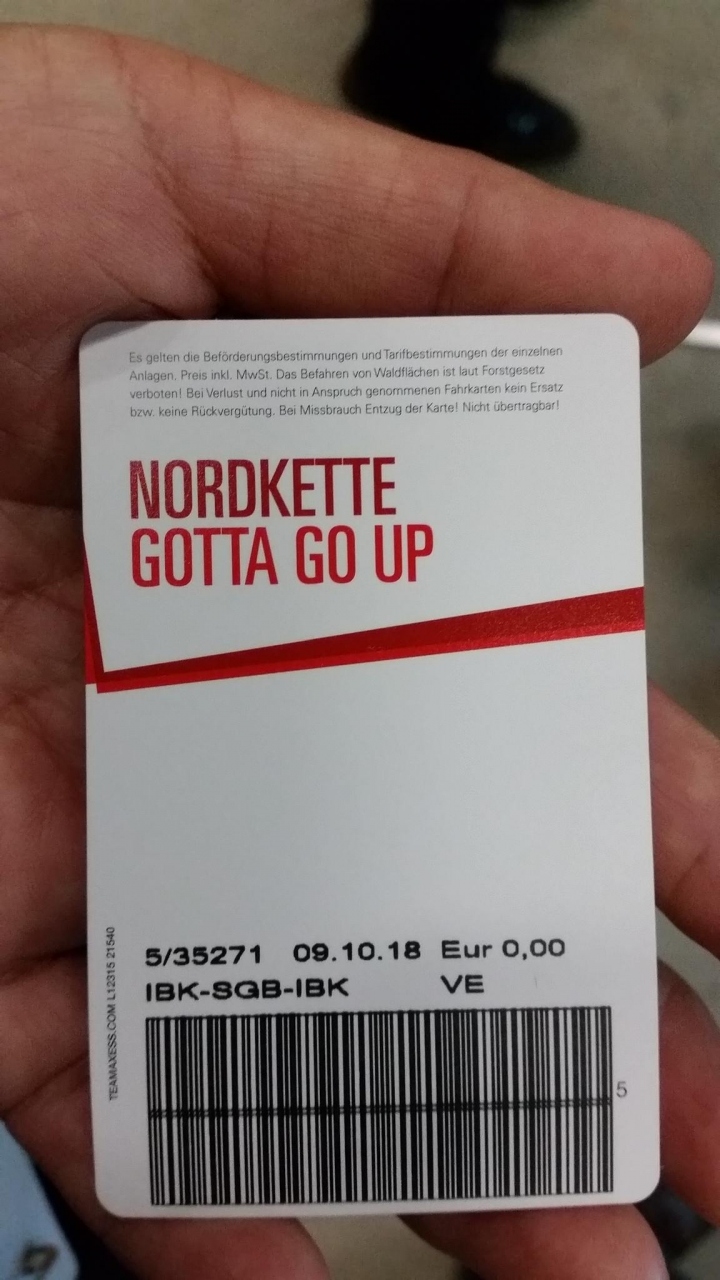 Es gelten die Beförderungsbestimmungen und Tarifbestimmungen der einzelnen
Anlagen. Preis inkl. MwSt. Das Befahren von Waldflächen ist laut Forstgesetz
verboten! Bei Verlust und nicht in Anspruch genommenen Fahrkarten kein Ersatz
bzw. keine Rückvergütung. Bei Missbrauch Entzug der Karte! Nicht übertragbar!
NORDKETTE
GOTTA GO UP
5/35271 09.10.18 Eur 0,00
IBK-SGB-IBK VE
5
TEAMAXESS.COM L12315 21540